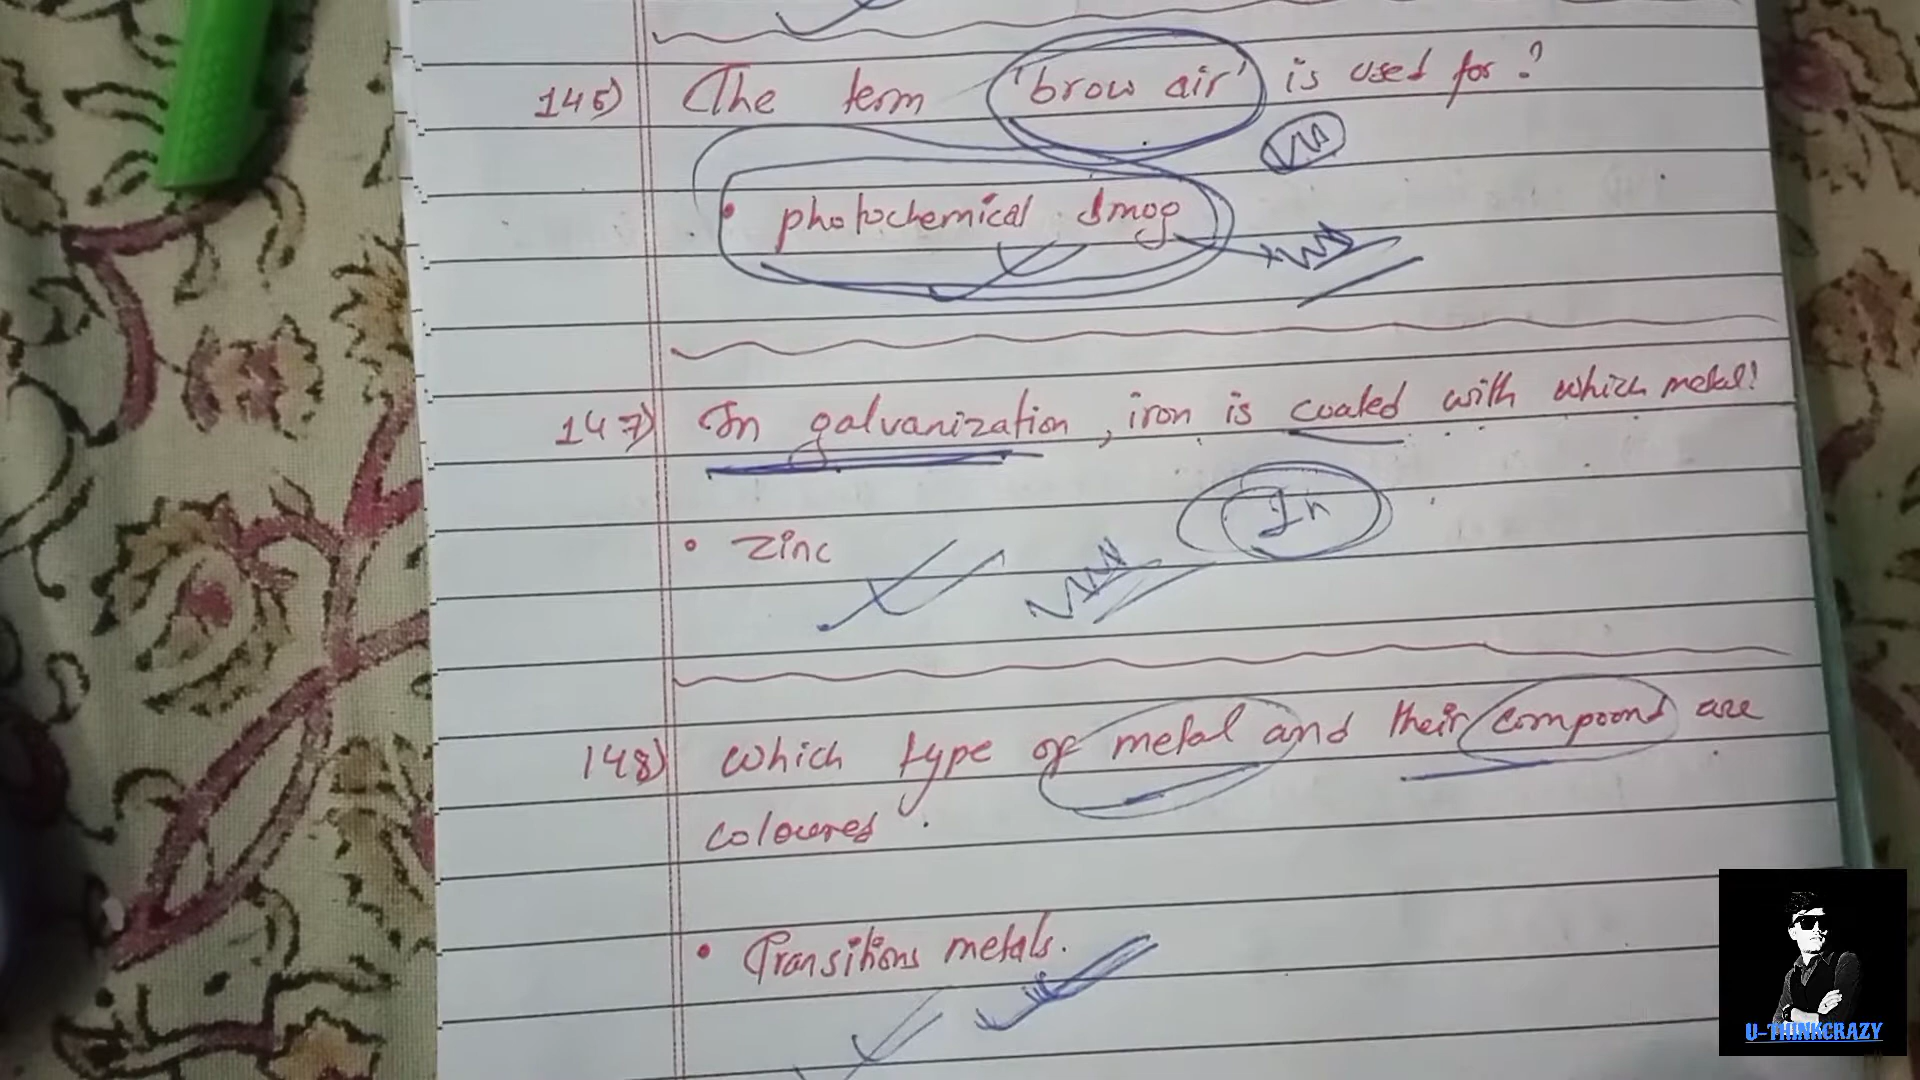 146) The term 'brow air' is used for?
• photochemical smog
147) In galvanization, iron is coated with which metal?
• Zinc
Zn
148) which type of metal and their compound are
coloured.
• Transitions metals.
U-THINKCRAZY